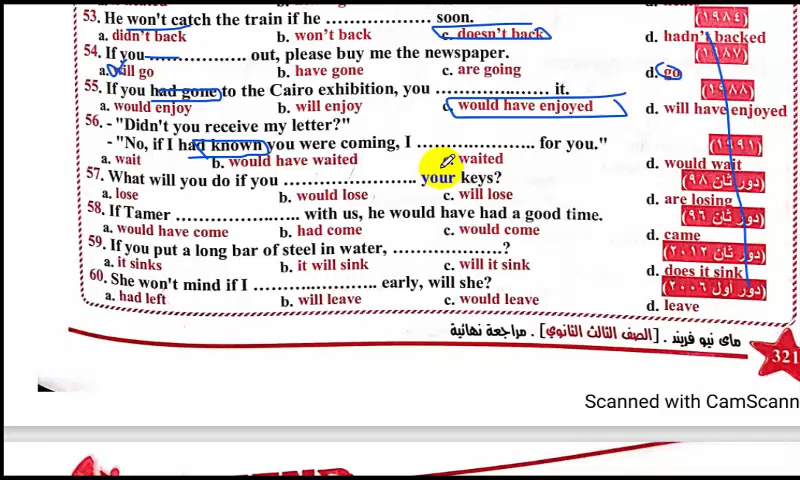 53. He won't catch the train if he .................. soon. (١٩٨٤)
a. didn't back b. won't back c. doesn't back d. hadn't backed
54. If you.................. out, please buy me the newspaper. (١٩٨٧)
a. will go b. have gone c. are going d. go
55. If you had gone to the Cairo exhibition, you .................. it. (١٩٨٨)
a. would enjoy b. will enjoy c. would have enjoyed d. will have enjoyed
56. - "Didn't you receive my letter?"
- "No, if I had known you were coming, I .................. for you." (١٩٩١)
a. wait b. would have waited c. waited d. would wait
57. What will you do if you .................. your keys? (دور ثان ٩٨)
a. lose b. would lose c. will lose d. are losing
58. If Tamer .................. with us, he would have had a good time. (دور ثان ٩٦)
a. would have come b. had come c. would come d. came
59. If you put a long bar of steel in water, ..................? (دور ثان ٢٠١٢)
a. it sinks b. it will sink c. will it sink d. does it sink
60. She won't mind if I .................. early, will she? (دور أول ٢٠٠٦)
a. had left b. will leave c. would leave d. leave
ماى نيو فريند . [الصف الثالث الثانوي] . مراجعة نهائية
321
Scanned with CamScann